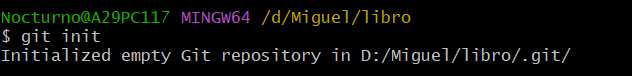 Nocturno@A29PC117 MINGW64 /d/Miguel/libro
$ git init
Initialized empty Git repository in D:/Miguel/libro/.git/